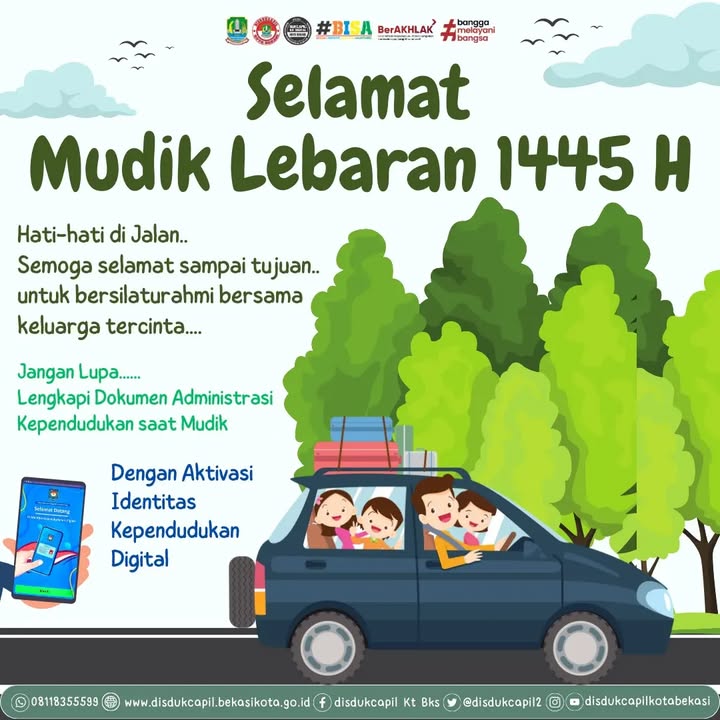 #BISA BerAKHLAK #bangga melayani bangsa
Selamat
Mudik Lebaran 1445 H
Hati-hati di Jalan..
Semoga selamat sampai tujuan..
untuk bersilaturahmi bersama
keluarga tercinta....
Jangan Lupa......
Lengkapi Dokumen Administrasi
Kependudukan saat Mudik
Dengan Aktivasi
Identitas
Kependudukan
Digital
Selamat Datang
08118355599 www.disdukcapil.bekasikota.go.id disdukcapil Kt Bks @disdukcapil2 disdukcapilkotabekasi